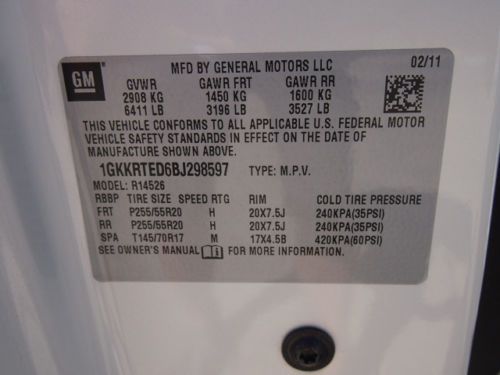 GM
MFD BY GENERAL MOTORS LLC 02/11
GVWR GAWR FRT GAWR RR
2908 KG 1450 KG 1600 KG
6411 LB 3196 LB 3527 LB
THIS VEHICLE CONFORMS TO ALL APPLICABLE U.S. FEDERAL MOTOR
VEHICLE SAFETY STANDARDS IN EFFECT ON THE DATE OF
MANUFACTURE SHOWN ABOVE.
1GKKRTED6BJ298597 TYPE: M.P.V.
MODEL: R14526
RBBP TIRE SIZE SPEED RTG RIM COLD TIRE PRESSURE
FRT P255/55R20 H 20X7.5J 240KPA(35PSI)
RR P255/55R20 H 20X7.5J 240KPA(35PSI)
SPA T145/70R17 M 17X4.5B 420KPA(60PSI)
SEE OWNER'S MANUAL FOR MORE INFORMATION.